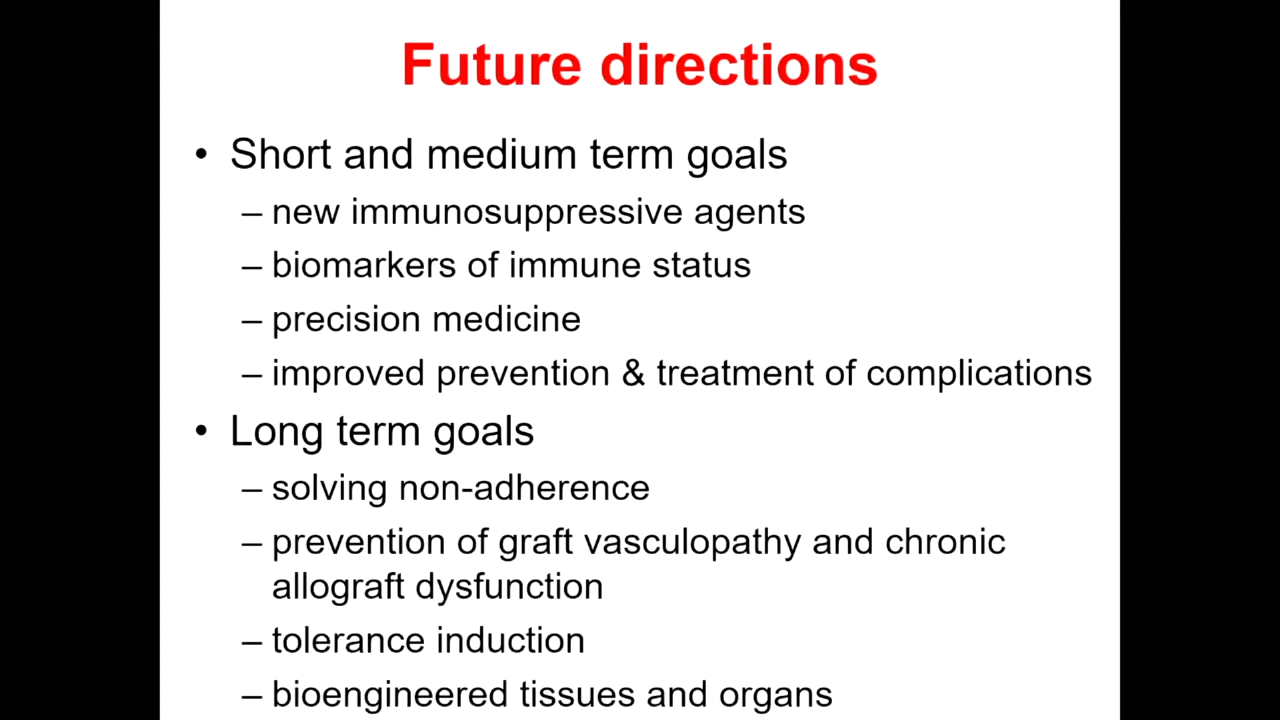 Future directions
• Short and medium term goals
– new immunosuppressive agents
– biomarkers of immune status
– precision medicine
– improved prevention & treatment of complications
• Long term goals
– solving non-adherence
– prevention of graft vasculopathy and chronic
allograft dysfunction
– tolerance induction
– bioengineered tissues and organs